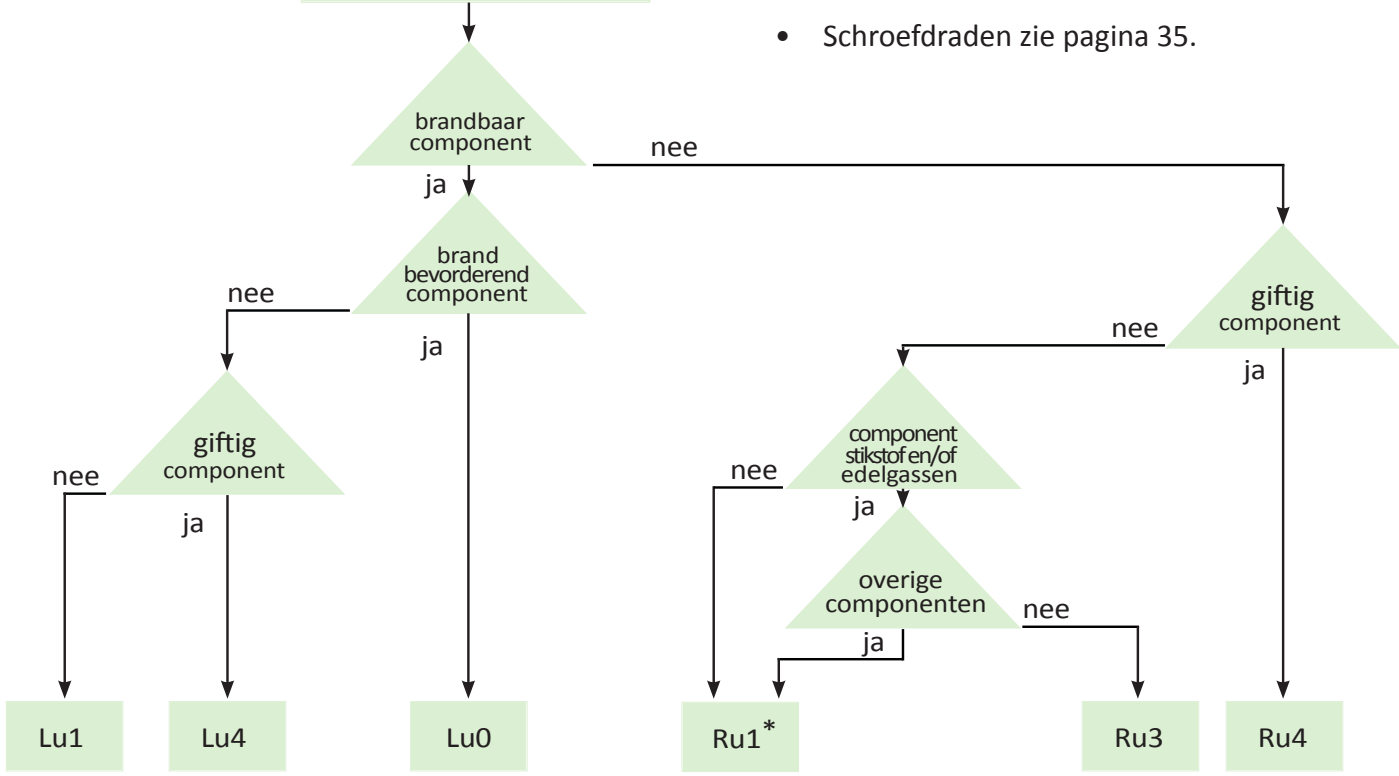 • Schroefdraden zie pagina 35.
brandbaar
component
nee
ja
brand
bevorderend
component
nee
ja
giftig
component
nee
ja
giftig
component
nee
ja
component
stikstof en/of
edelgassen
nee
ja
overige
componenten
nee
ja
Lu1
Lu4
Lu0
Ru1*
Ru3
Ru4